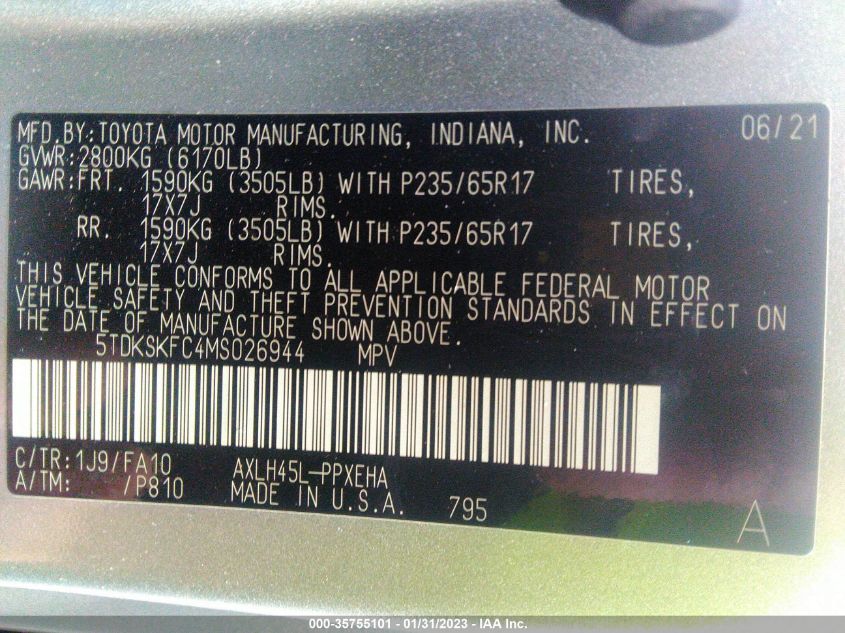 MFD.BY:TOYOTA MOTOR MANUFACTURING, INDIANA, INC. 06/21
GVWR:2800KG (6170LB)
GAWR:FRT. 1590KG (3505LB) WITH P235/65R17 TIRES,
17X7J RIMS.
RR. 1590KG (3505LB) WITH P235/65R17 TIRES,
17X7J RIMS.
THIS VEHICLE CONFORMS TO ALL APPLICABLE FEDERAL MOTOR
VEHICLE SAFETY AND THEFT PREVENTION STANDARDS IN EFFECT ON
THE DATE OF MANUFACTURE SHOWN ABOVE.
5TDKSKFC4MS026944 MPV
C/TR:1J9/FA10 AXLH45L-PPXEHA
A/TM: /P810 MADE IN U.S.A. 795 A
000-35755101 - 01/31/2023 - IAA Inc.